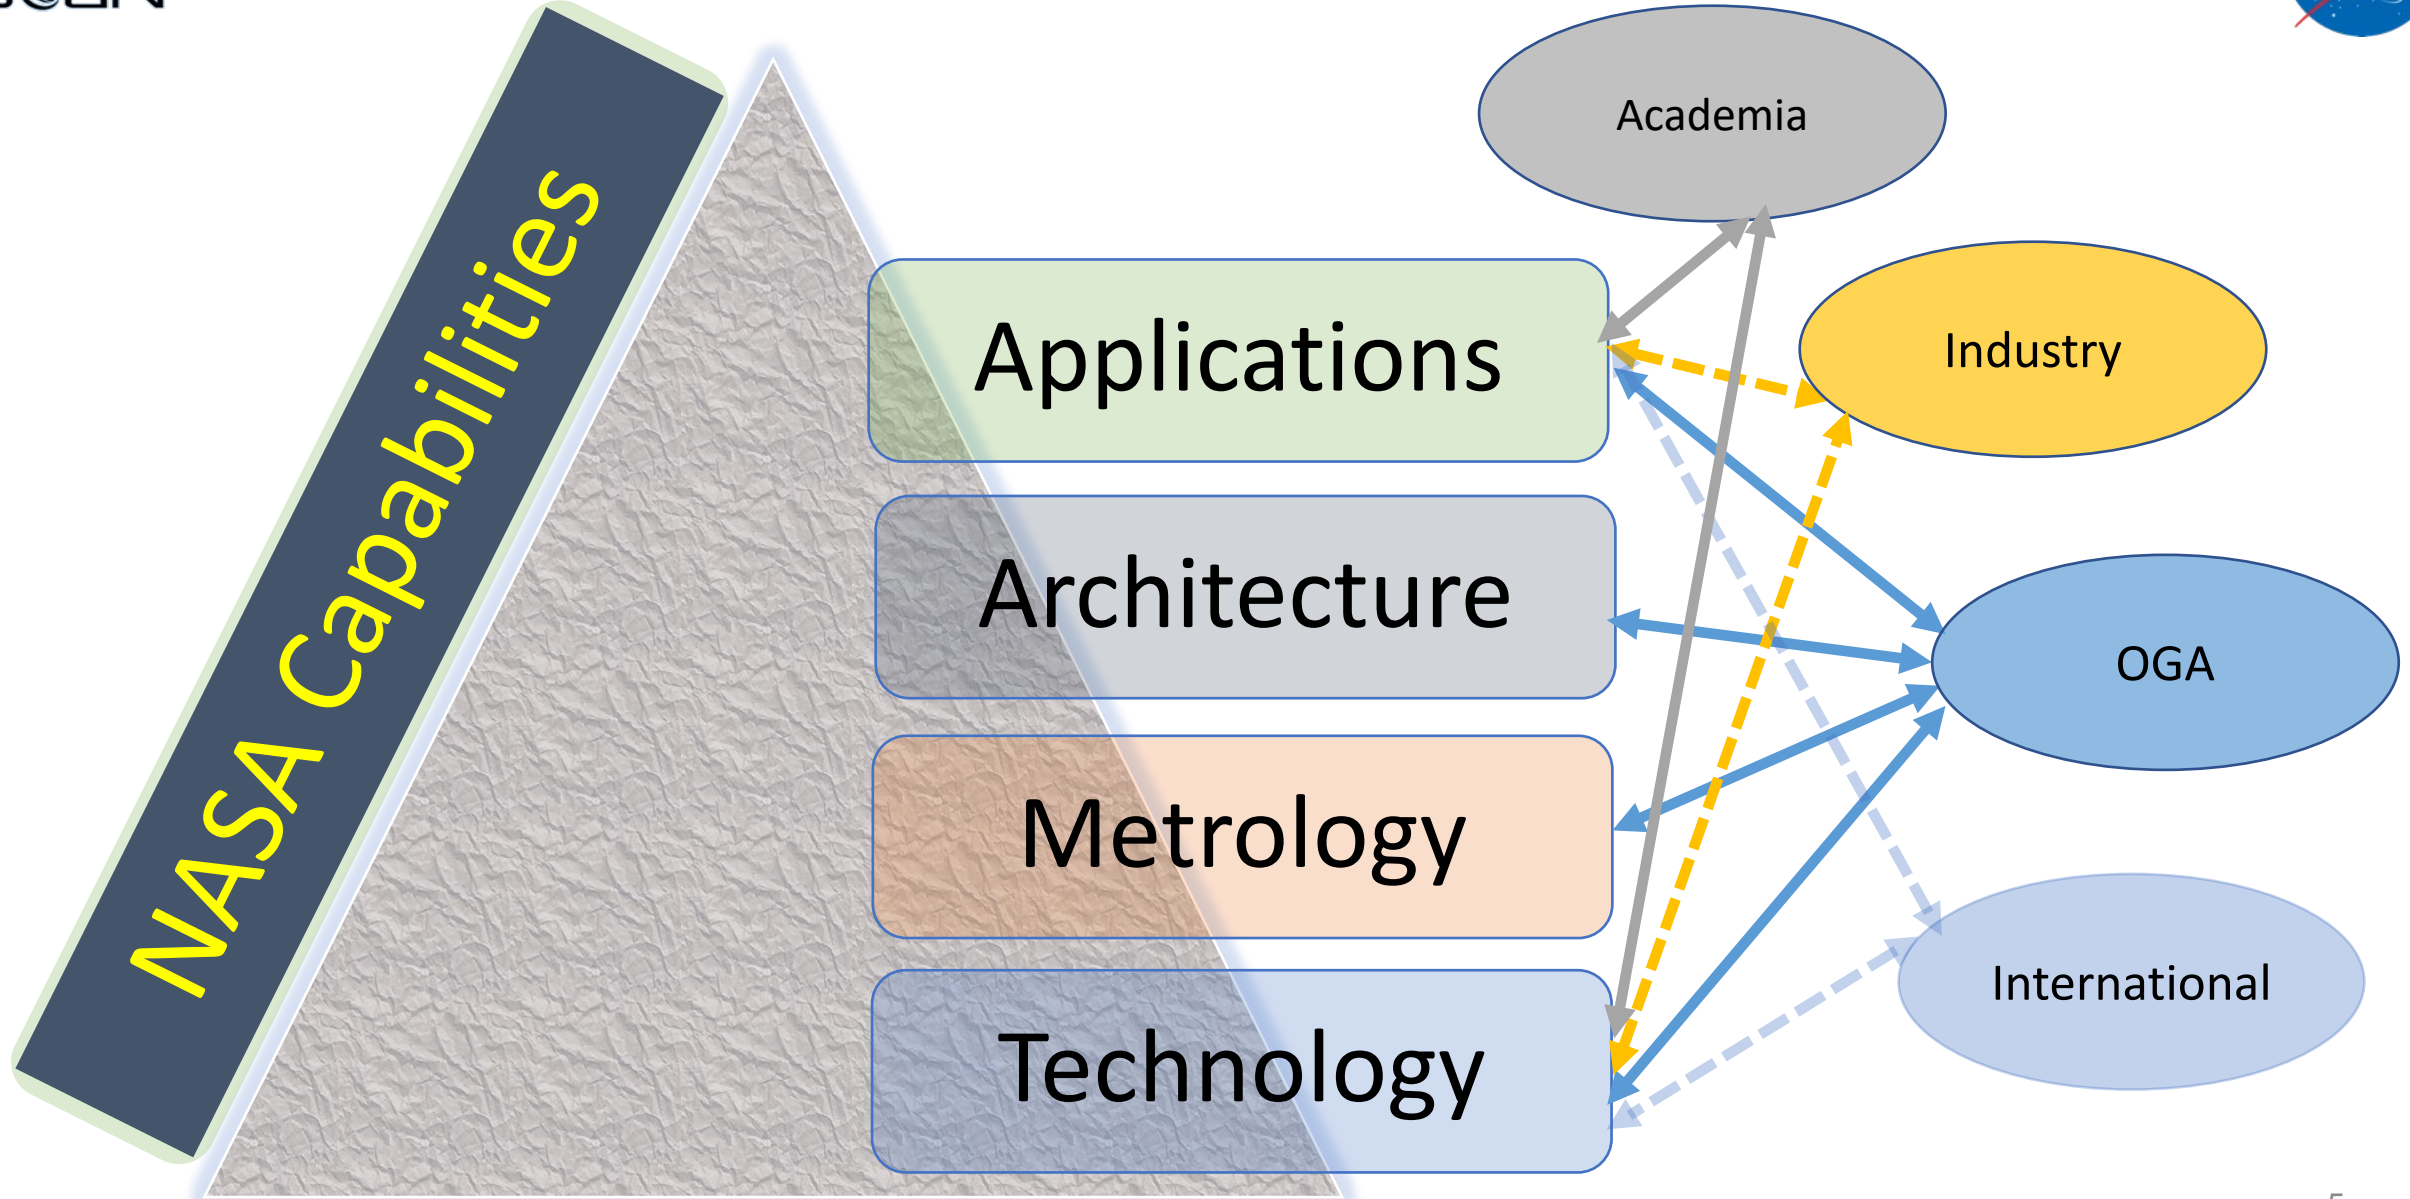 NASA Capabilities
Academia
Applications
Industry
Architecture
OGA
Metrology
International
Technology